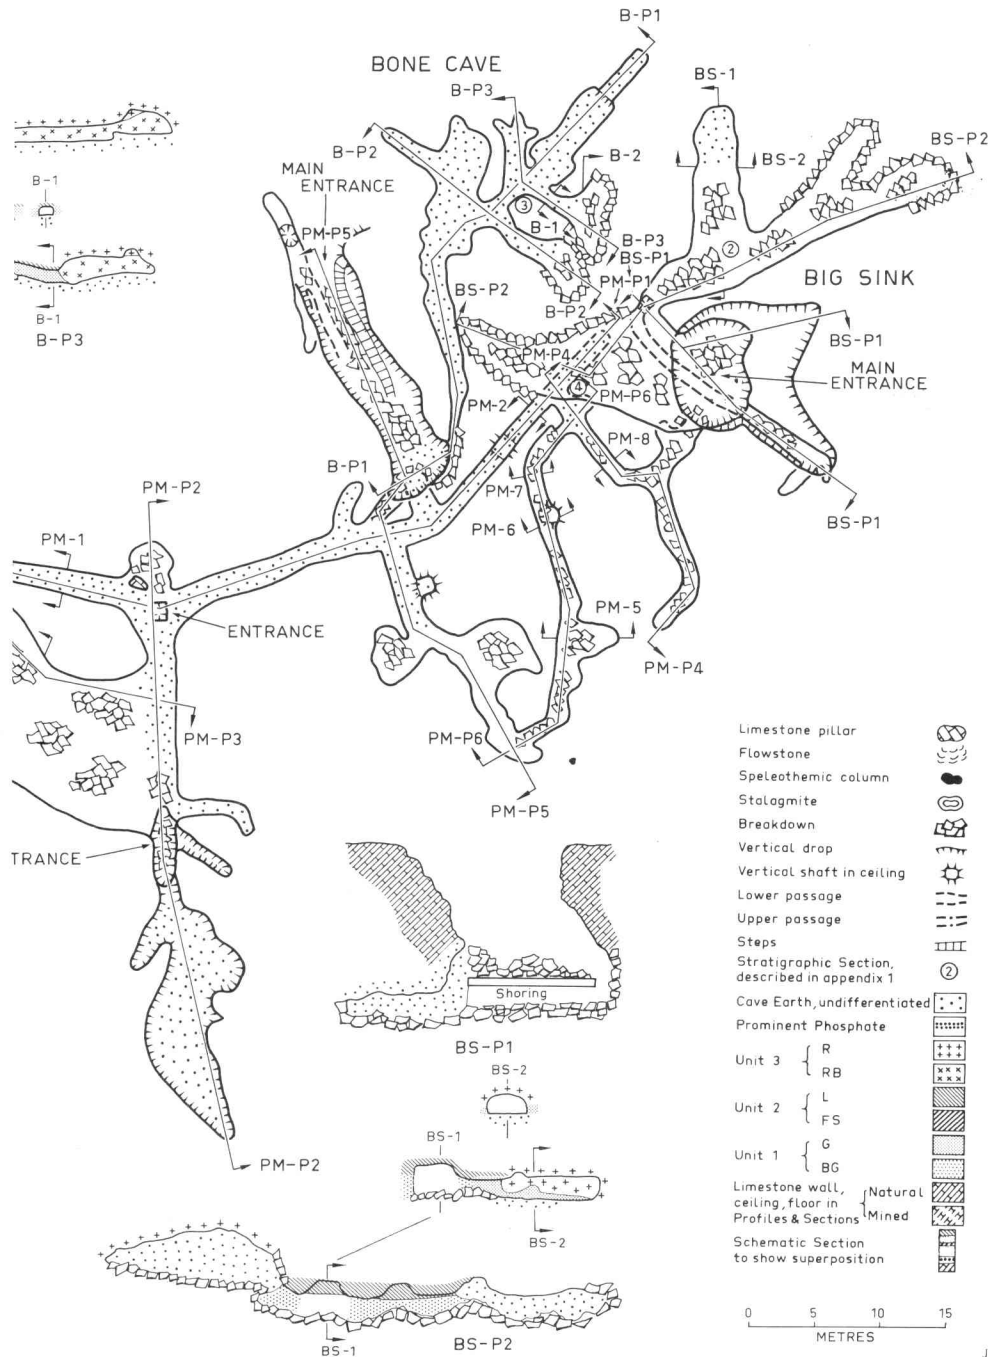 B-P1
BONE CAVE
BS-1
B-P3
BS-P2
B-P2
B-2
BS-2
MAIN
ENTRANCE
B-1
3
2
PM-P5
B-1
B-P3
BS-P1
PM-P1
BIG SINK
BS-P2
B-P2
B-1
B-P3
BS-P1
PM-P4
MAIN
ENTRANCE
4
PM-2
PM-P6
PM-8
B-P1
PM-7
PM-P2
BS-P1
PM-6
PM-1
PM-5
ENTRANCE
PM-P4
PM-P3
PM-P6
PM-P5
TRANCE
PM-P2
Shoring
BS-P1
BS-2
BS-1
BS-2
BS-1
BS-P2
Limestone pillar
Flowstone
Speleothemic column
Stalagmite
Breakdown
Vertical drop
Vertical shaft in ceiling
Lower passage
Upper passage
Steps
Stratigraphic Section,
described in appendix 1
2
Cave Earth, undifferentiated
Prominent Phosphate
Unit 3 { R
RB
Unit 2 { L
FS
Unit 1 { G
BG
Limestone wall,
ceiling, floor in
Profiles & Sections { Natural
Mined
Schematic Section
to show superposition
0 5 10 15
METRES